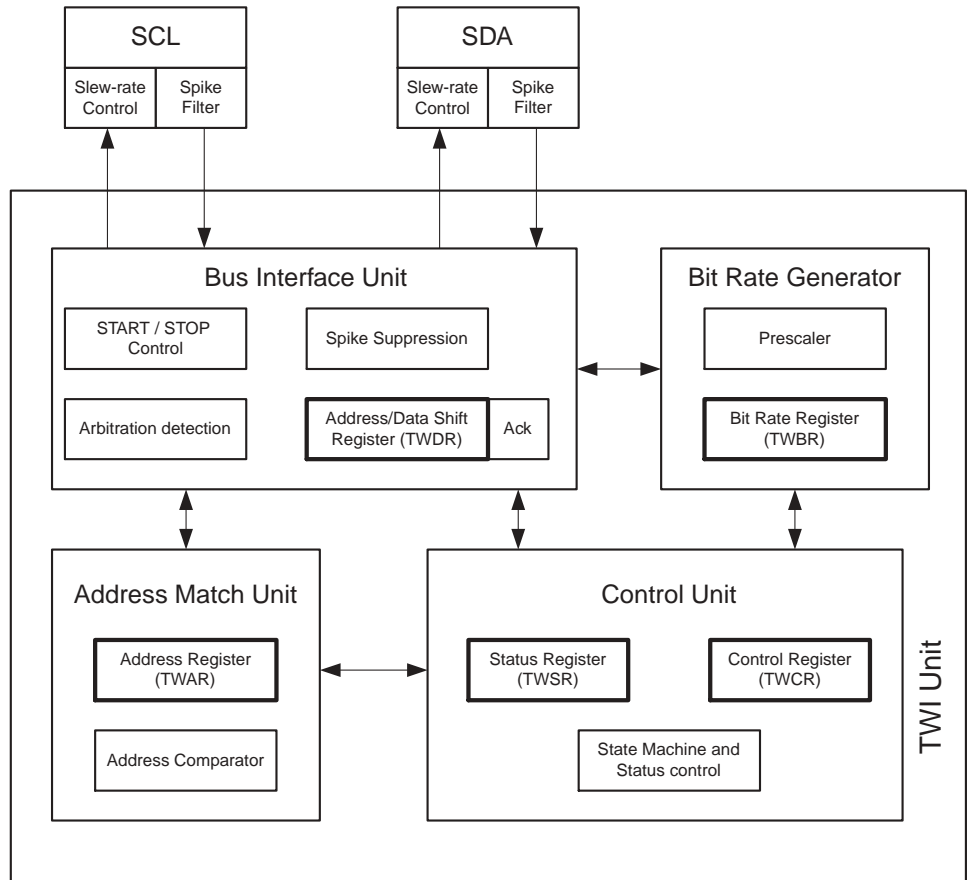 SCL
SDA
Slew-rate
Control
Spike
Filter
Slew-rate
Control
Spike
Filter
Bus Interface Unit
START / STOP
Control
Spike Suppression
Arbitration detection
Address/Data Shift
Register (TWDR)
Ack
Bit Rate Generator
Prescaler
Bit Rate Register
(TWBR)
Address Match Unit
Address Register
(TWAR)
Address Comparator
Control Unit
Status Register
(TWSR)
Control Register
(TWCR)
State Machine and
Status control
TWI Unit